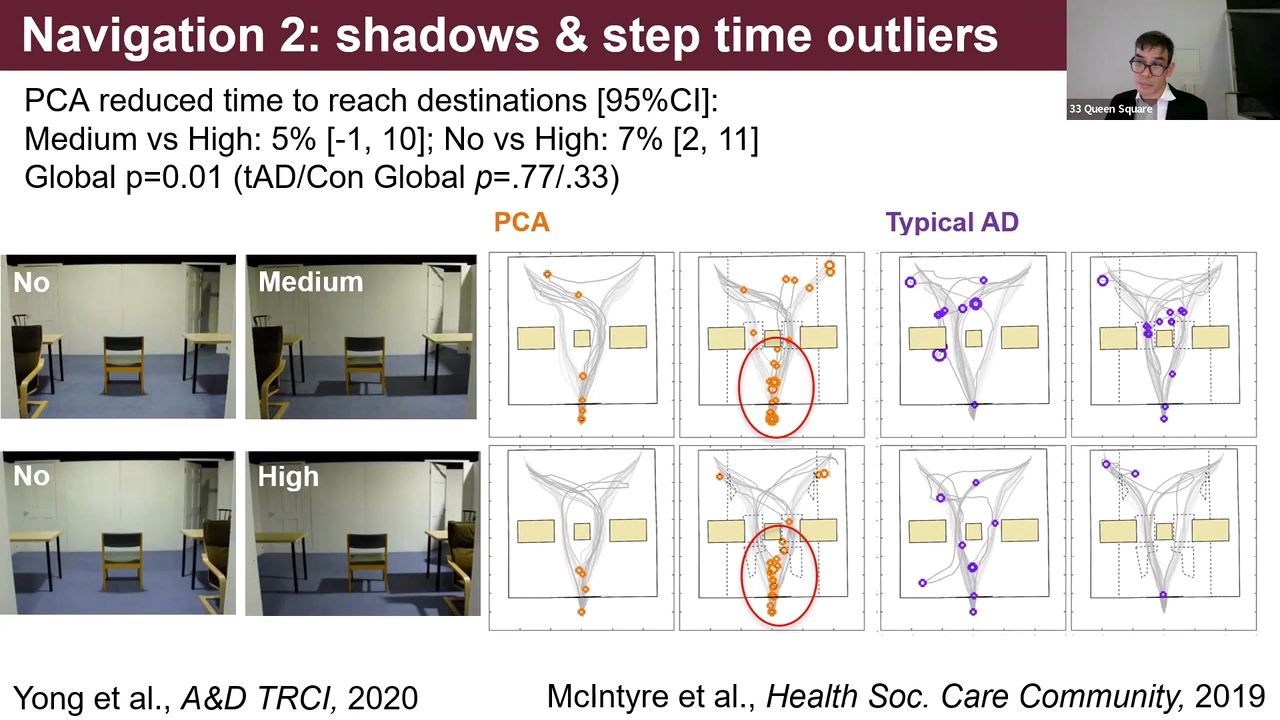 Navigation 2: shadows & step time outliers
33 Queen Square
PCA reduced time to reach destinations [95%CI]:
Medium vs High: 5% [-1, 10]; No vs High: 7% [2, 11]
Global p=0.01 (tAD/Con Global p=.77/.33)
PCA
Typical AD
No
Medium
No
High
Yong et al., A&D TRCI, 2020
McIntyre et al., Health Soc. Care Community, 2019